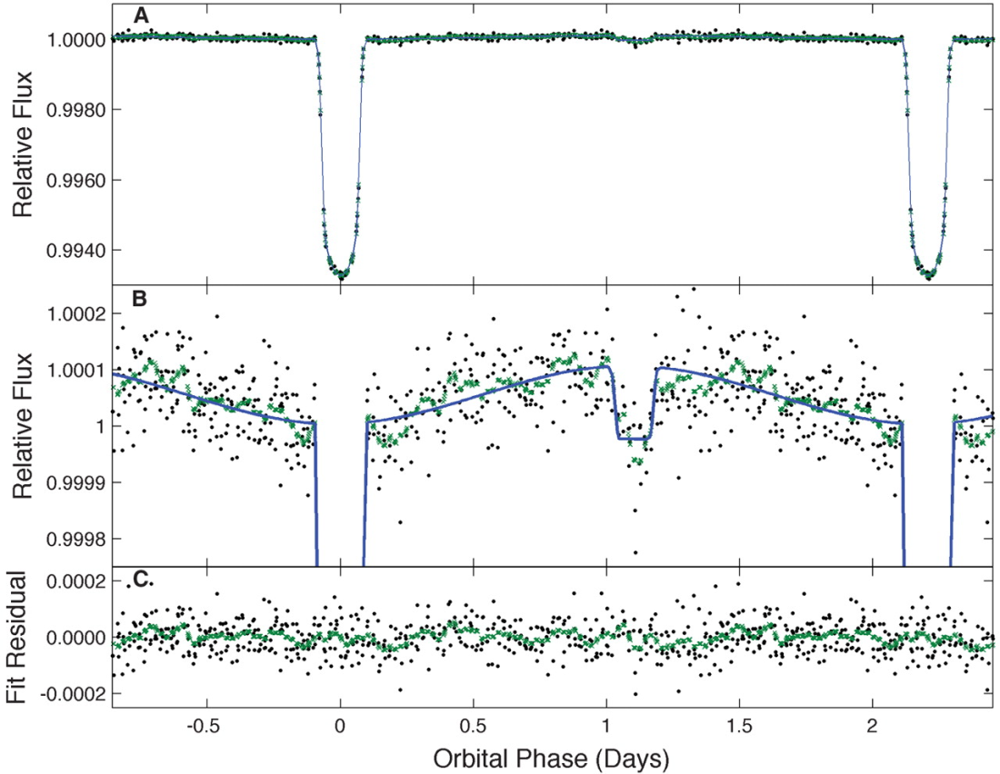 A
1.0000
0.9980
0.9960
0.9940
Relative Flux
B
1.0002
1.0001
1
0.9999
0.9998
Relative Flux
C
0.0002
0.0000
-0.0002
Fit Residual
-0.5 0 0.5 1 1.5 2
Orbital Phase (Days)